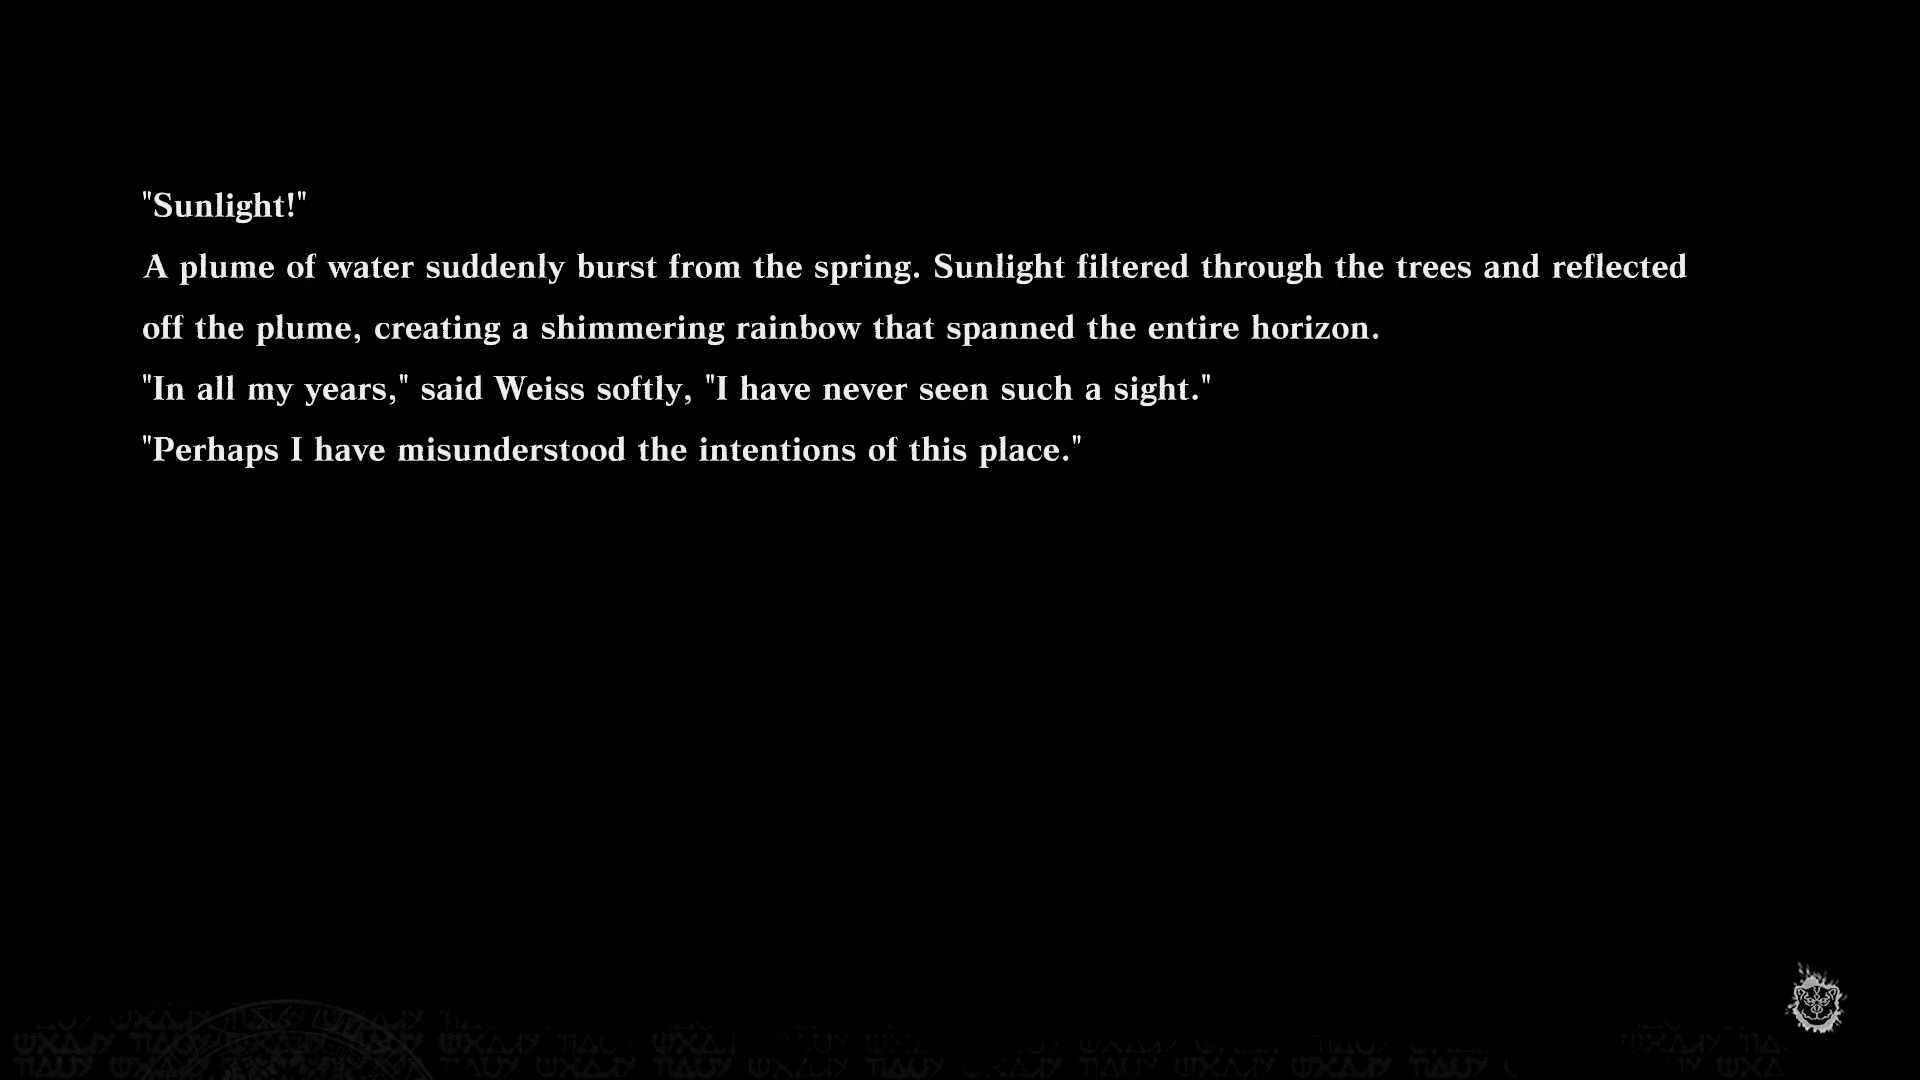 "Sunlight!"
A plume of water suddenly burst from the spring. Sunlight filtered through the trees and reflected
off the plume, creating a shimmering rainbow that spanned the entire horizon.
"In all my years," said Weiss softly, "I have never seen such a sight."
"Perhaps I have misunderstood the intentions of this place."